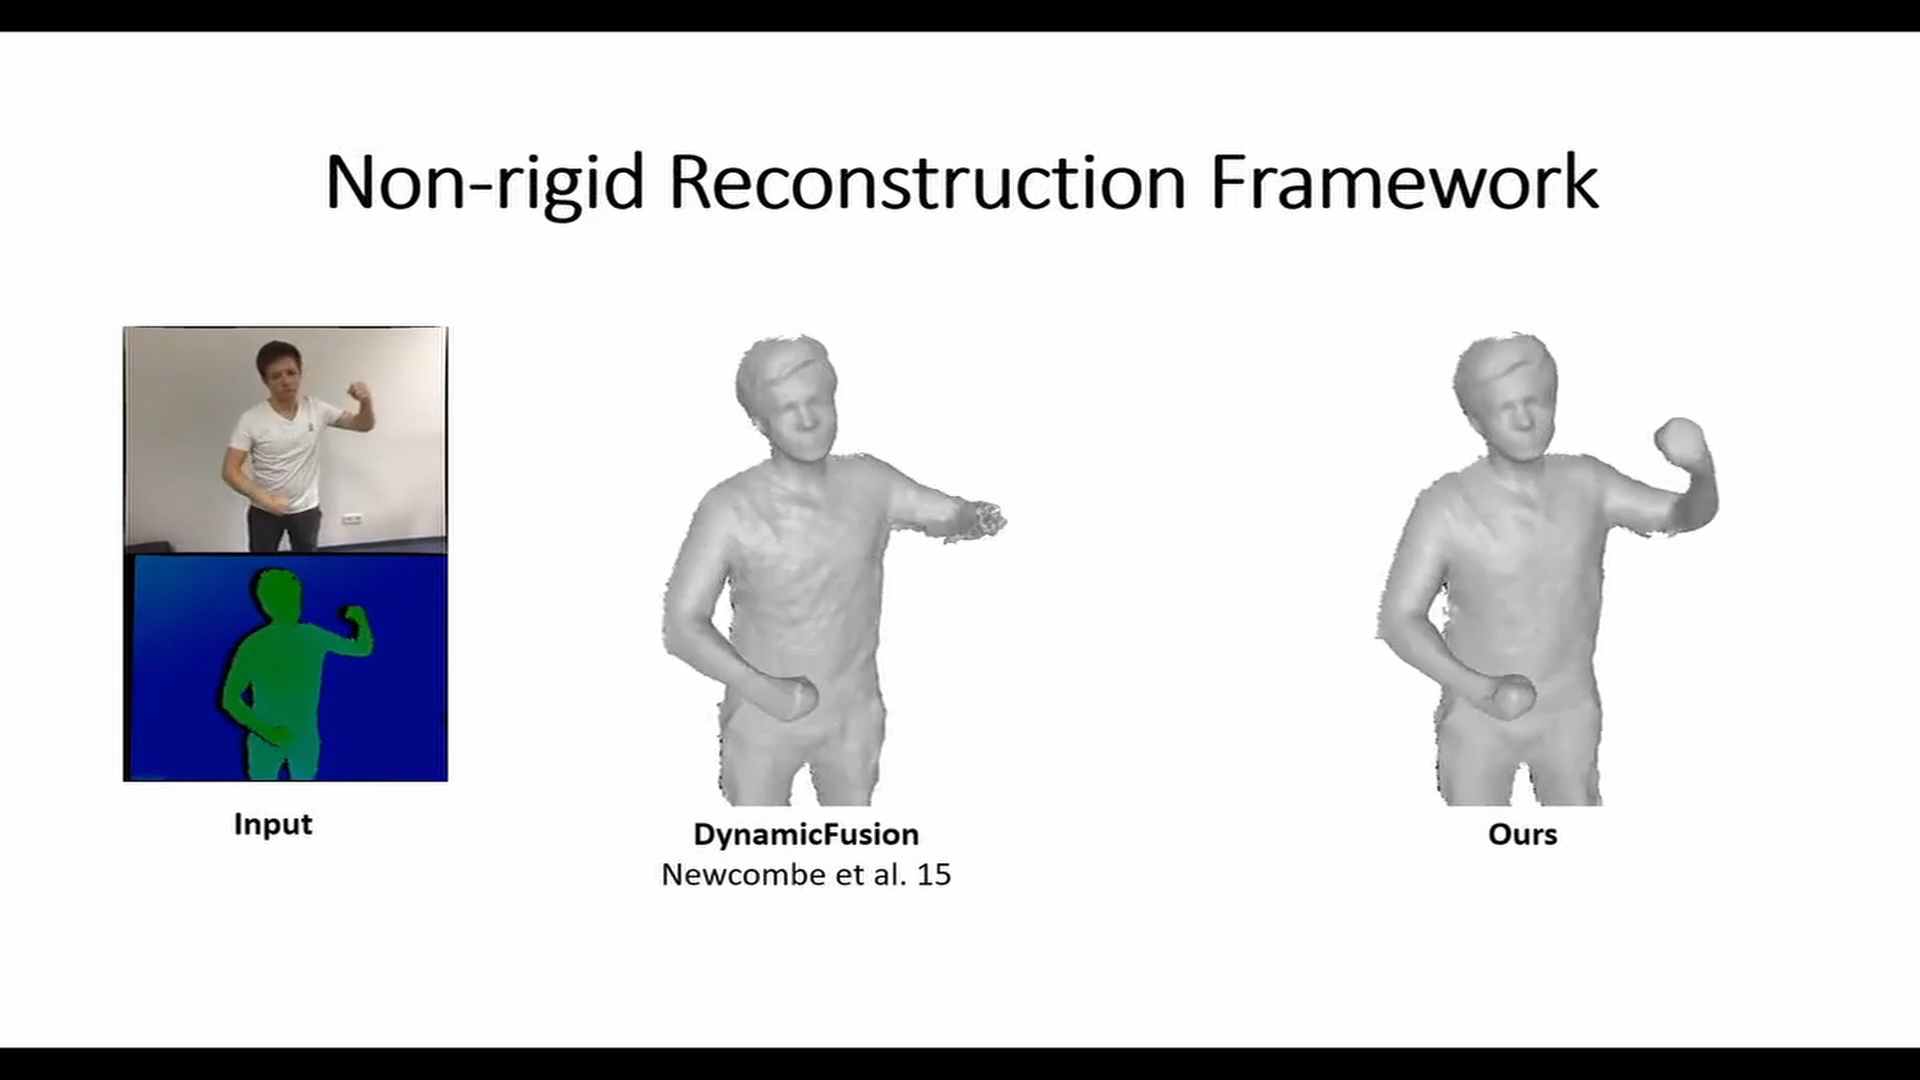 Non-rigid Reconstruction Framework
Input
DynamicFusion
Newcombe et al. 15
Ours